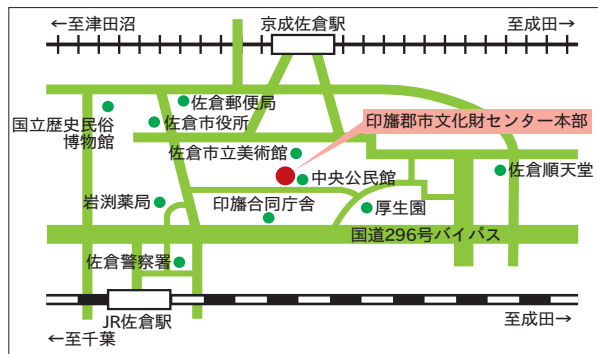 ←至津田沼
京成佐倉駅
至成田→
佐倉郵便局
国立歴史民俗
博物館
佐倉市役所
印旛郡市文化財センター本部
佐倉市立美術館
中央公民館
佐倉順天堂
岩渕薬局
印旛合同庁舎
厚生園
国道296号バイパス
佐倉警察署
JR佐倉駅
至成田→
←至千葉